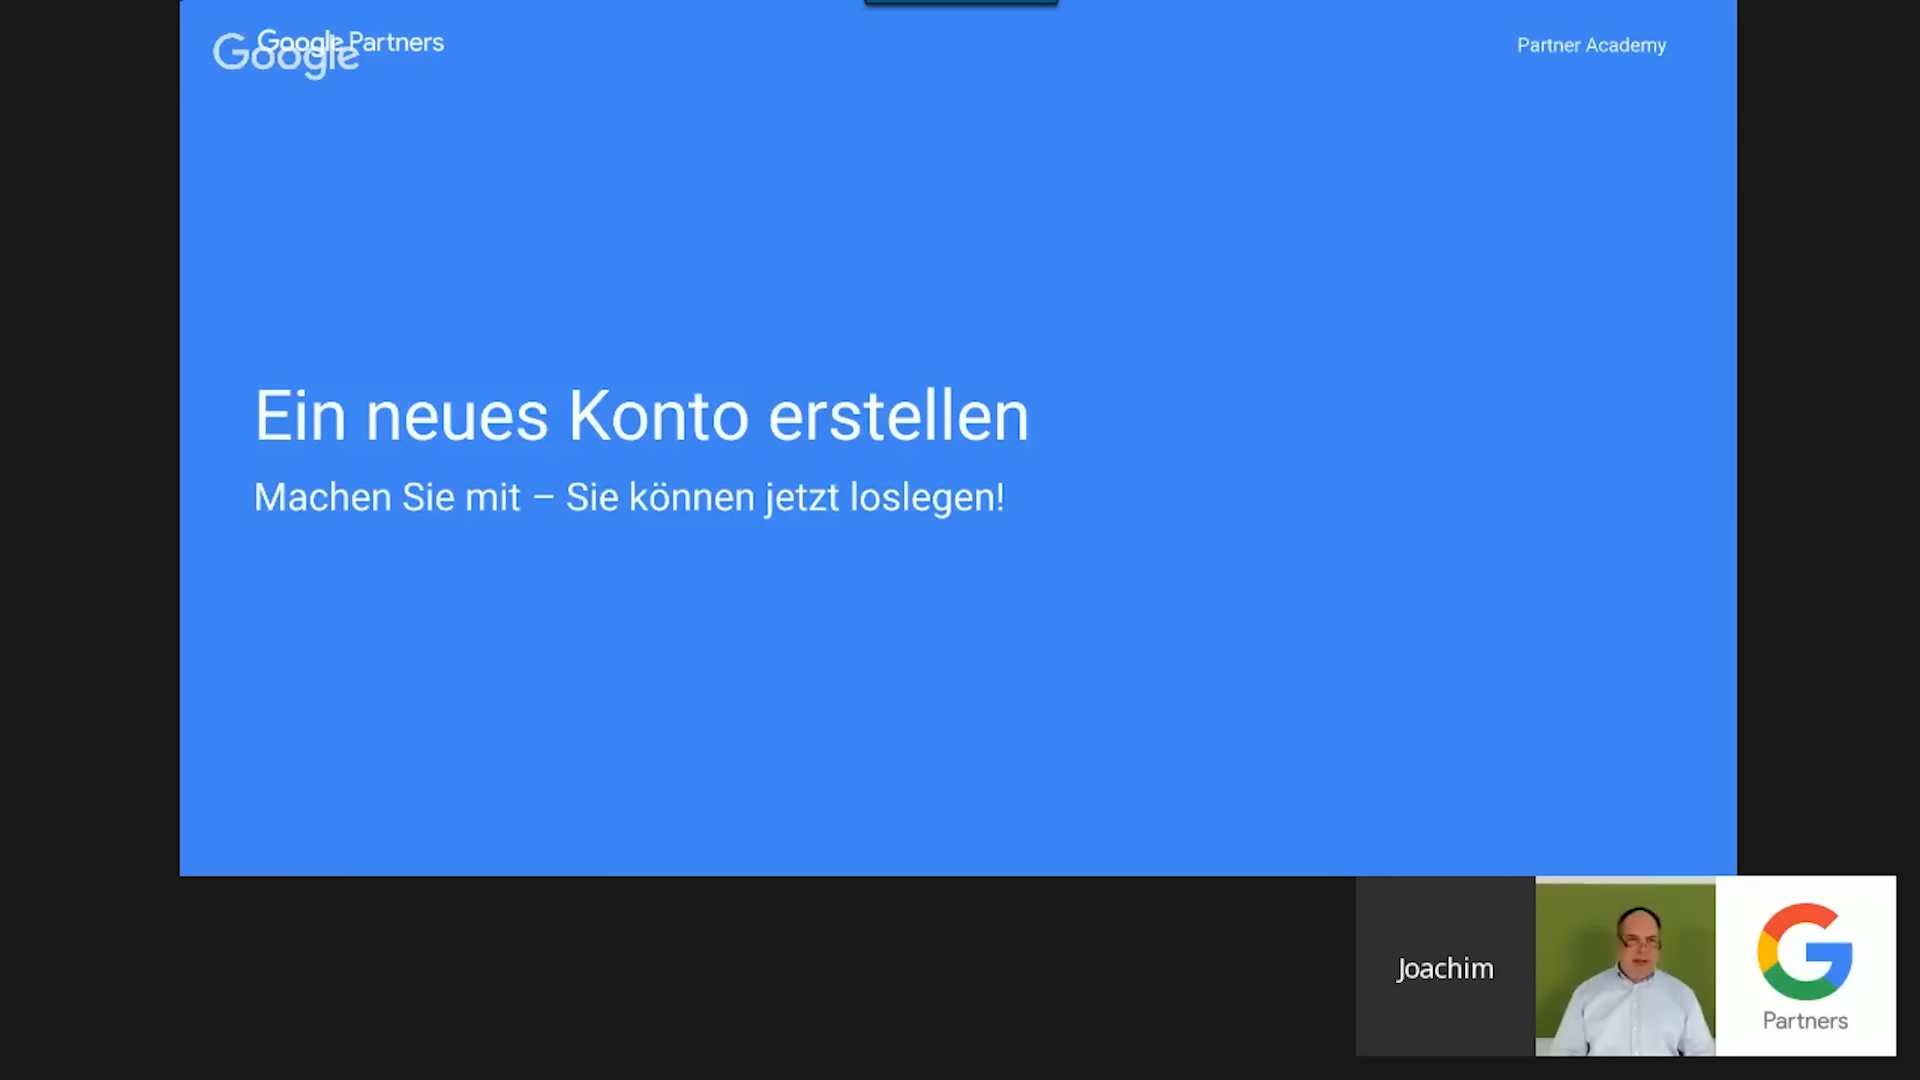 Google Partners
Google
Partner Academy
Ein neues Konto erstellen
Machen Sie mit – Sie können jetzt loslegen!
Joachim
Partners